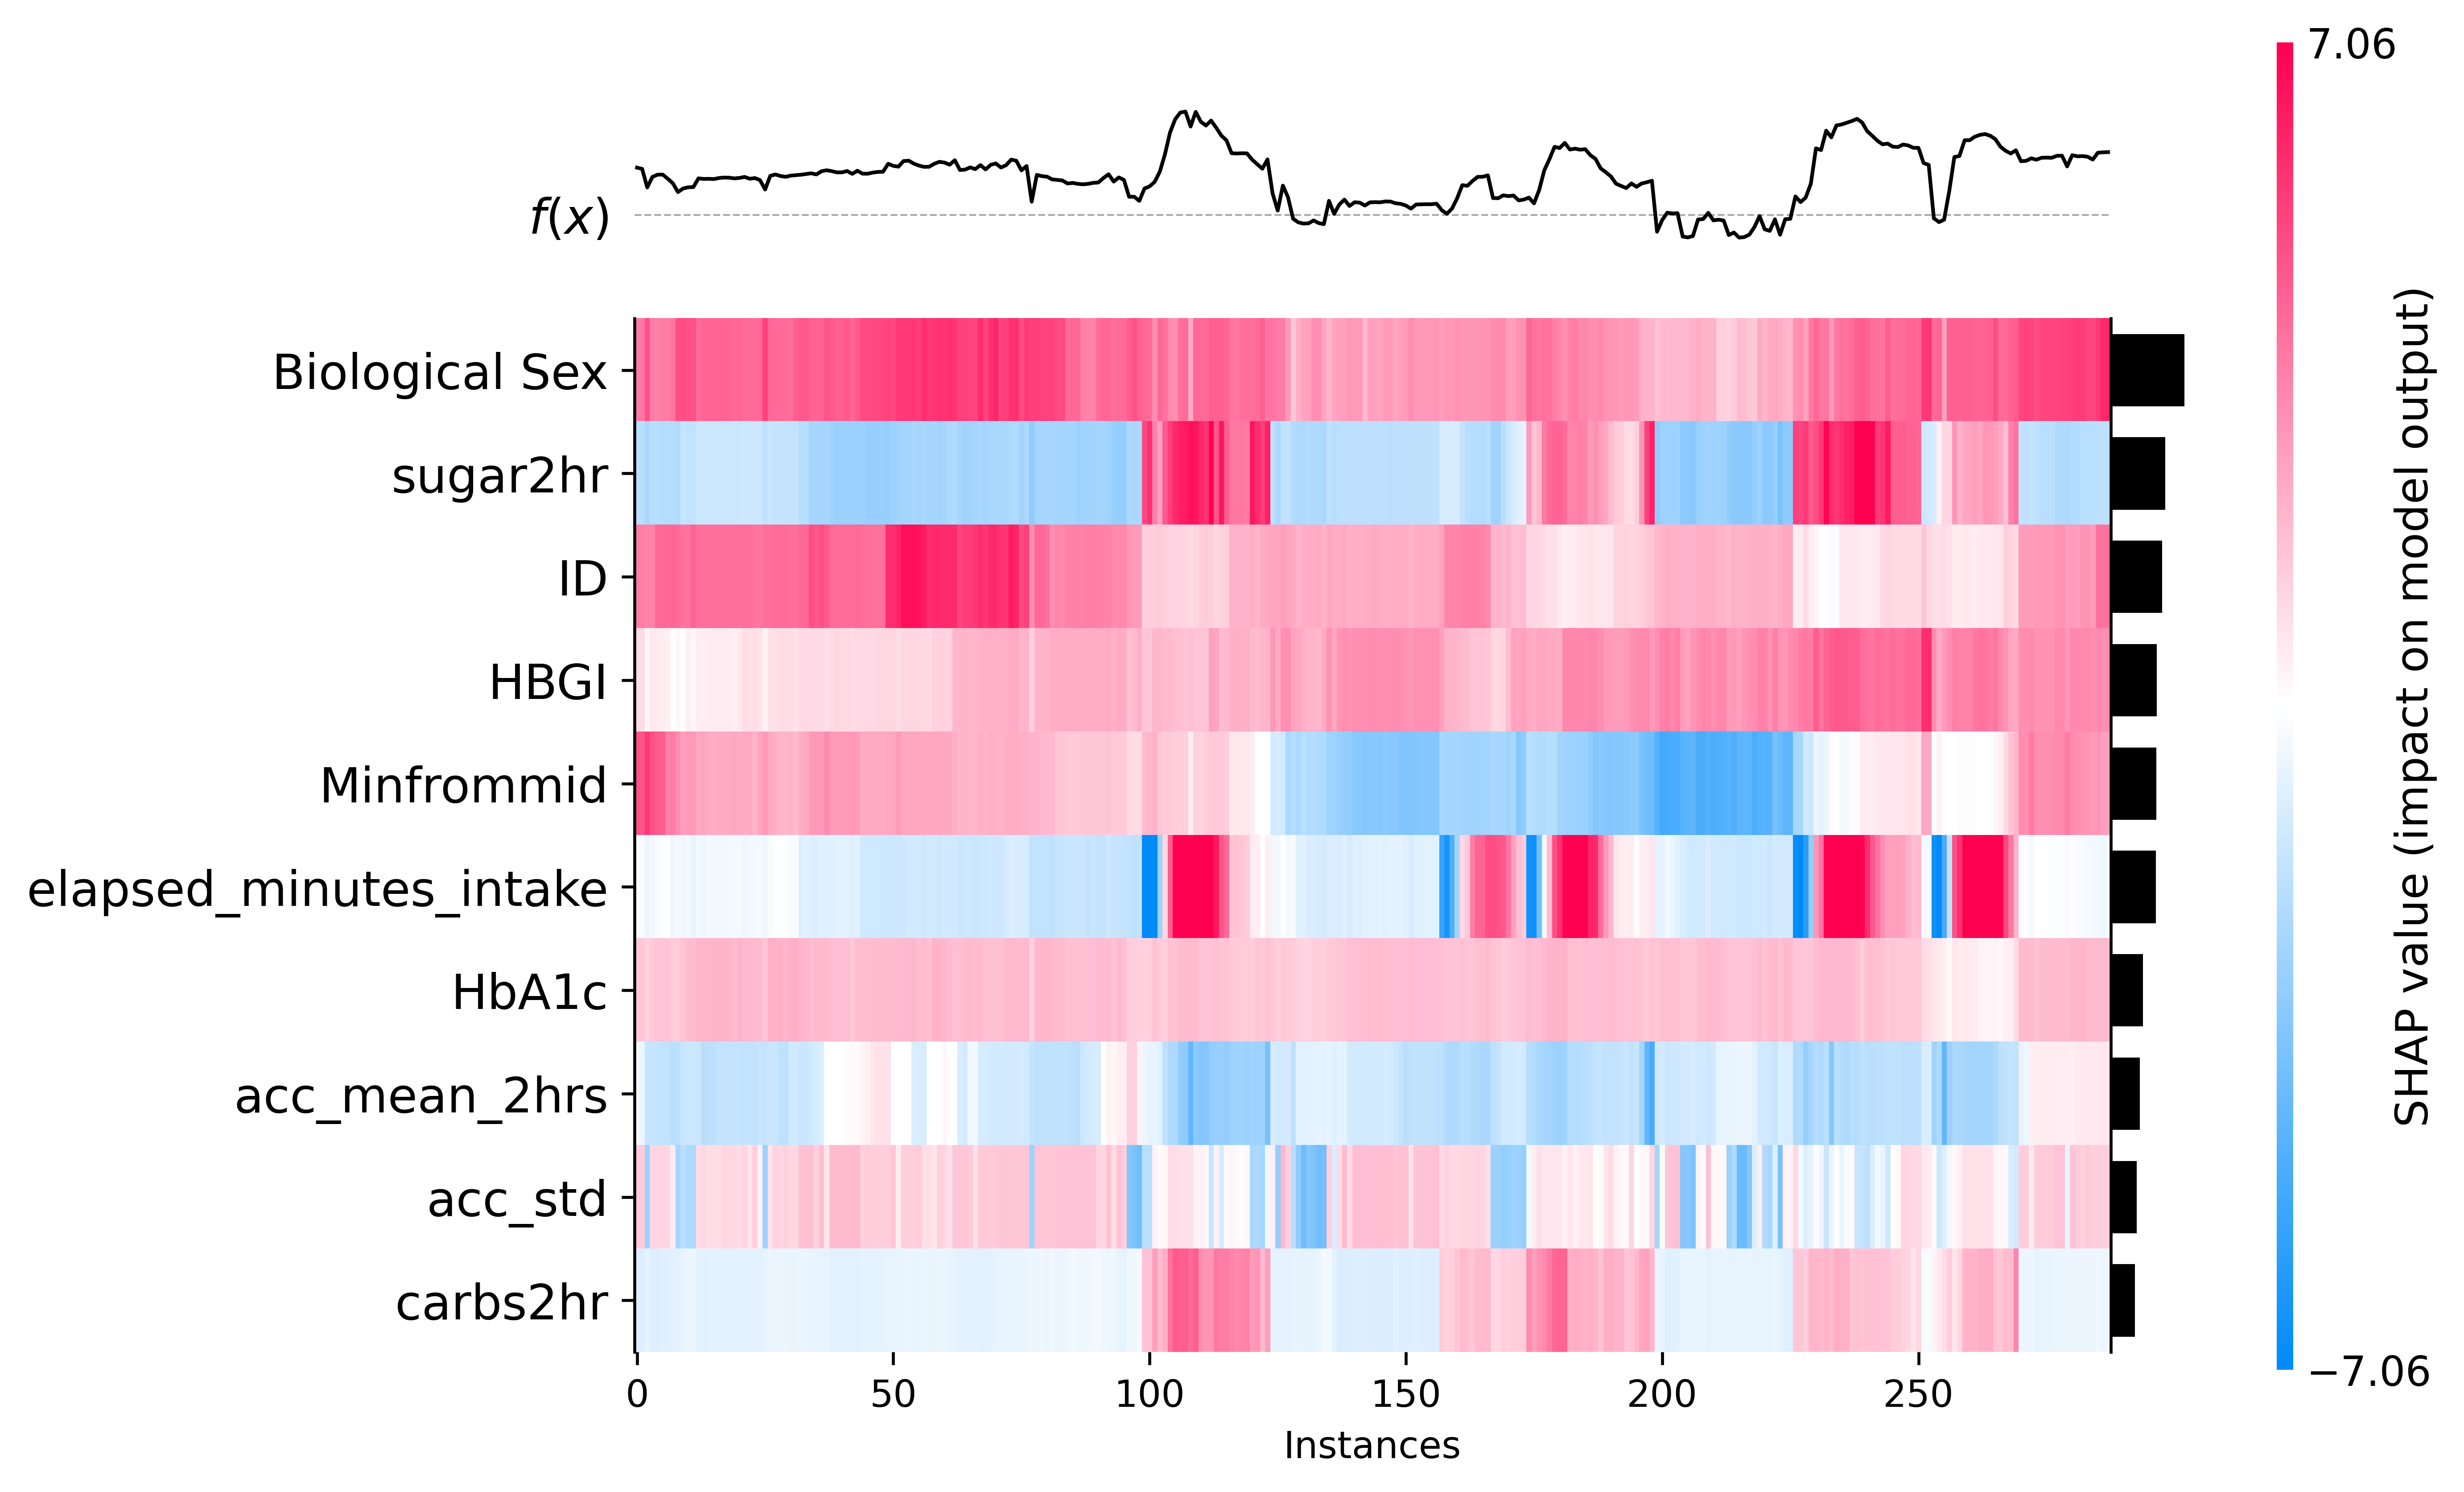 7.06
f(x)
Biological Sex
sugar2hr
ID
HBGI
Minfrommid
elapsed_minutes_intake
HbA1c
acc_mean_2hrs
acc_std
carbs2hr
0 50 100 150 200 250
Instances
−7.06
SHAP value (impact on model output)